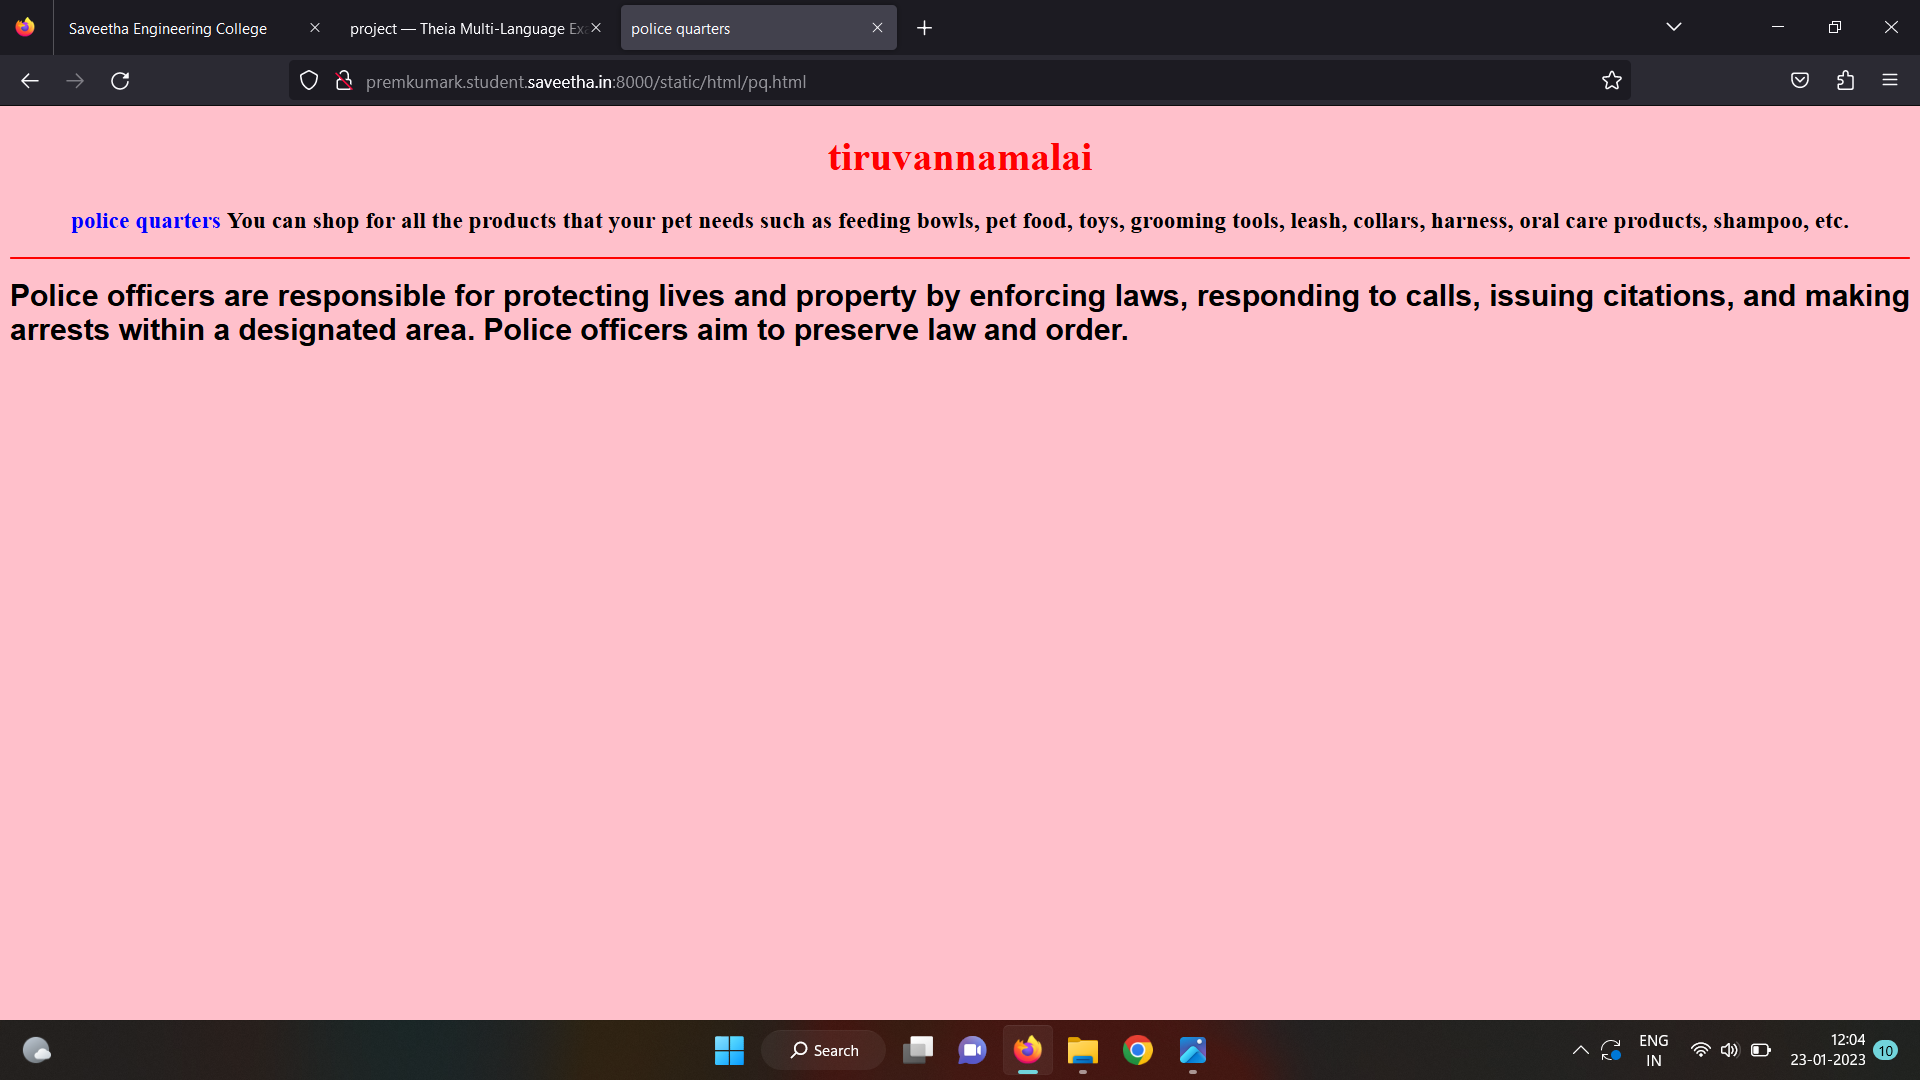 Saveetha Engineering College
project — Theia Multi-Language Ex
police quarters
premkumark.student.saveetha.in:8000/static/html/pq.html
tiruvannamalai
police quarters You can shop for all the products that your pet needs such as feeding bowls, pet food, toys, grooming tools, leash, collars, harness, oral care products, shampoo, etc.
Police officers are responsible for protecting lives and property by enforcing laws, responding to calls, issuing citations, and making
arrests within a designated area. Police officers aim to preserve law and order.
Search
ENG
IN
12:04
23-01-2023
10